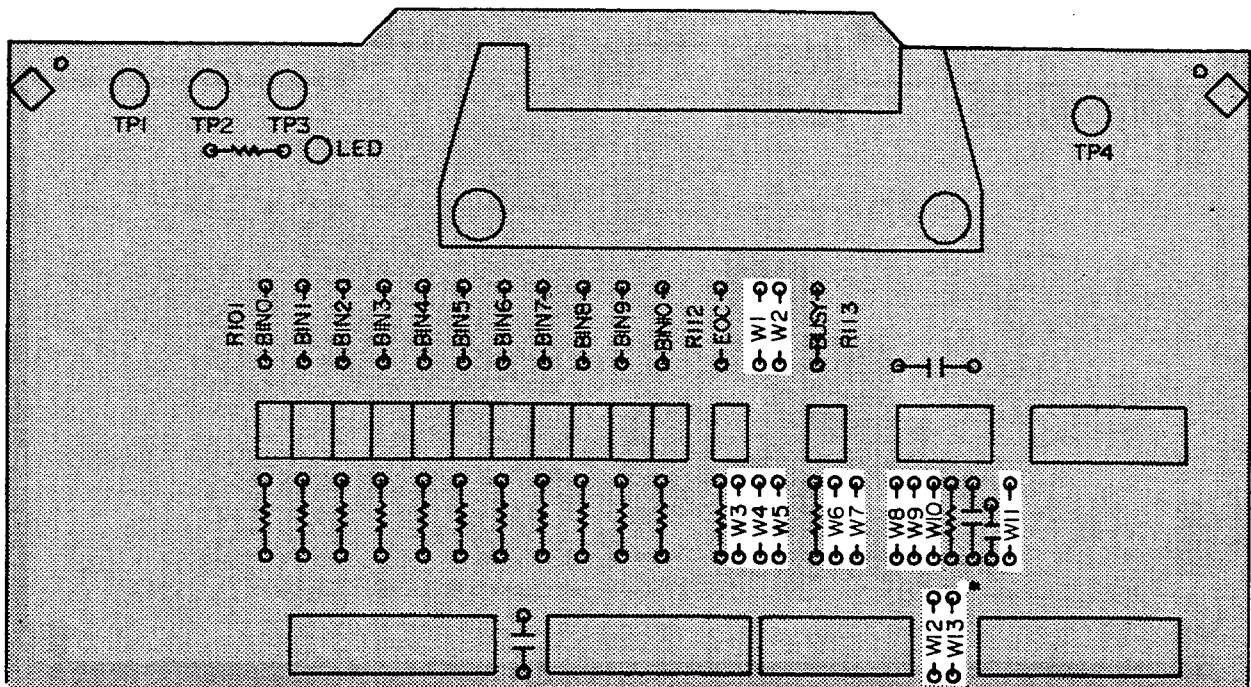 TP1 TP2 TP3
LED
TP4
R101
BIN0
BIN1
BIN2
BIN3
BIN4
BIN5
BIN6
BIN7
BIN8
BIN9
BIN10
R112
EOC
W1
W2
BUSY
R113
W3
W4
W5
W6
W7
W8
W9
W10
W11
W12
W13